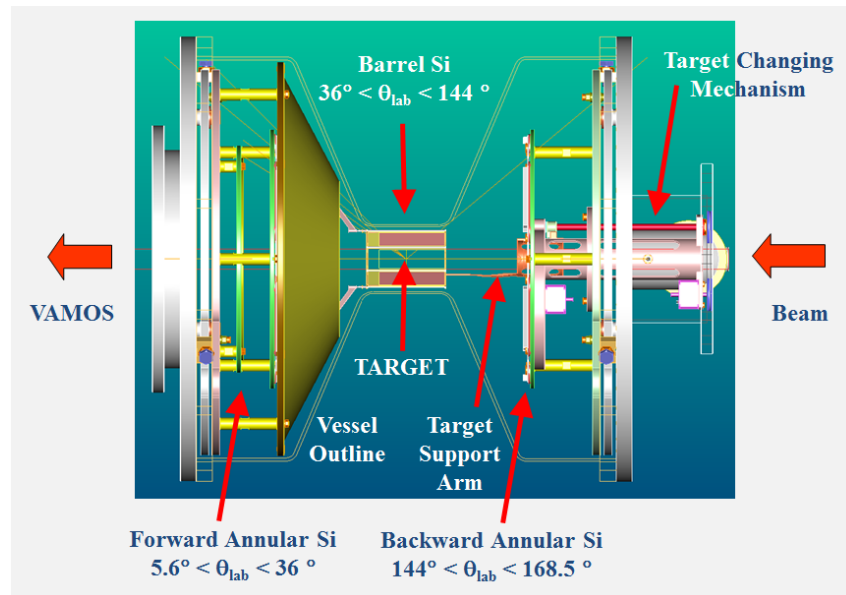 Barrel Si
36° < θlab < 144 °
Target Changing
Mechanism
VAMOS
Beam
TARGET
Vessel
Outline
Target
Support
Arm
Forward Annular Si
5.6° < θlab < 36 °
Backward Annular Si
144° < θlab < 168.5°